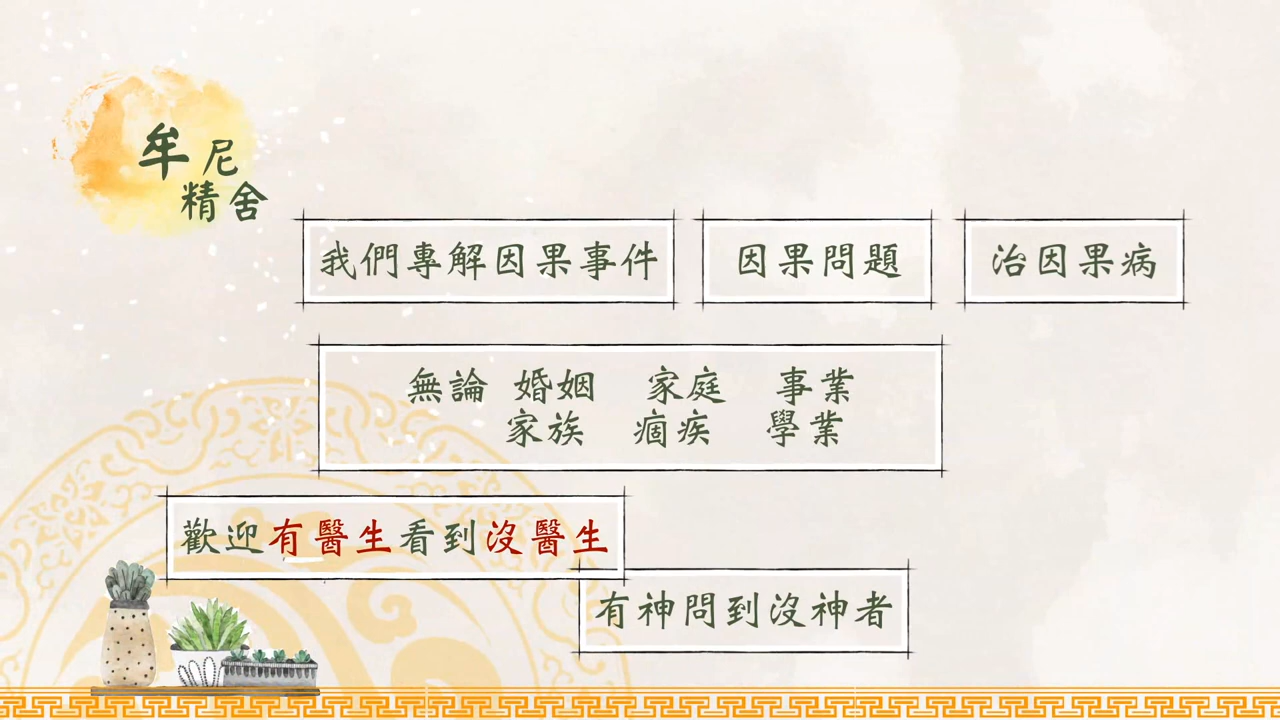 牟尼
精舍
我們專解因果事件
因果問題
治因果病
無論 婚姻 家庭 事業
家族 痼疾 學業
歡迎有醫生看到沒醫生
有神問到沒神者